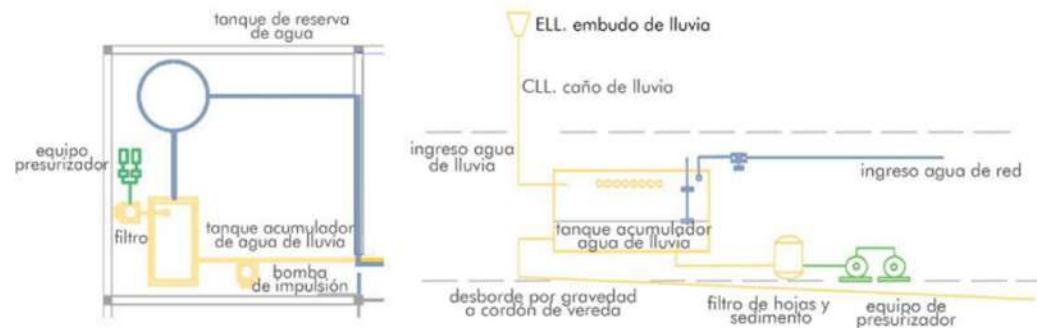 tanque de reserva
de agua
equipo
presurizador
filtro
tanque acumulador
de agua de lluvia
bomba
de impulsión
ELL. embudo de lluvia
CLL. caño de lluvia
ingreso agua
de lluvia
ingreso agua de red
tanque acumulador
agua de lluvia
desborde por gravedad
a cordón de vereda
filtro de hojas y
sedimento
equipo de
presurizador